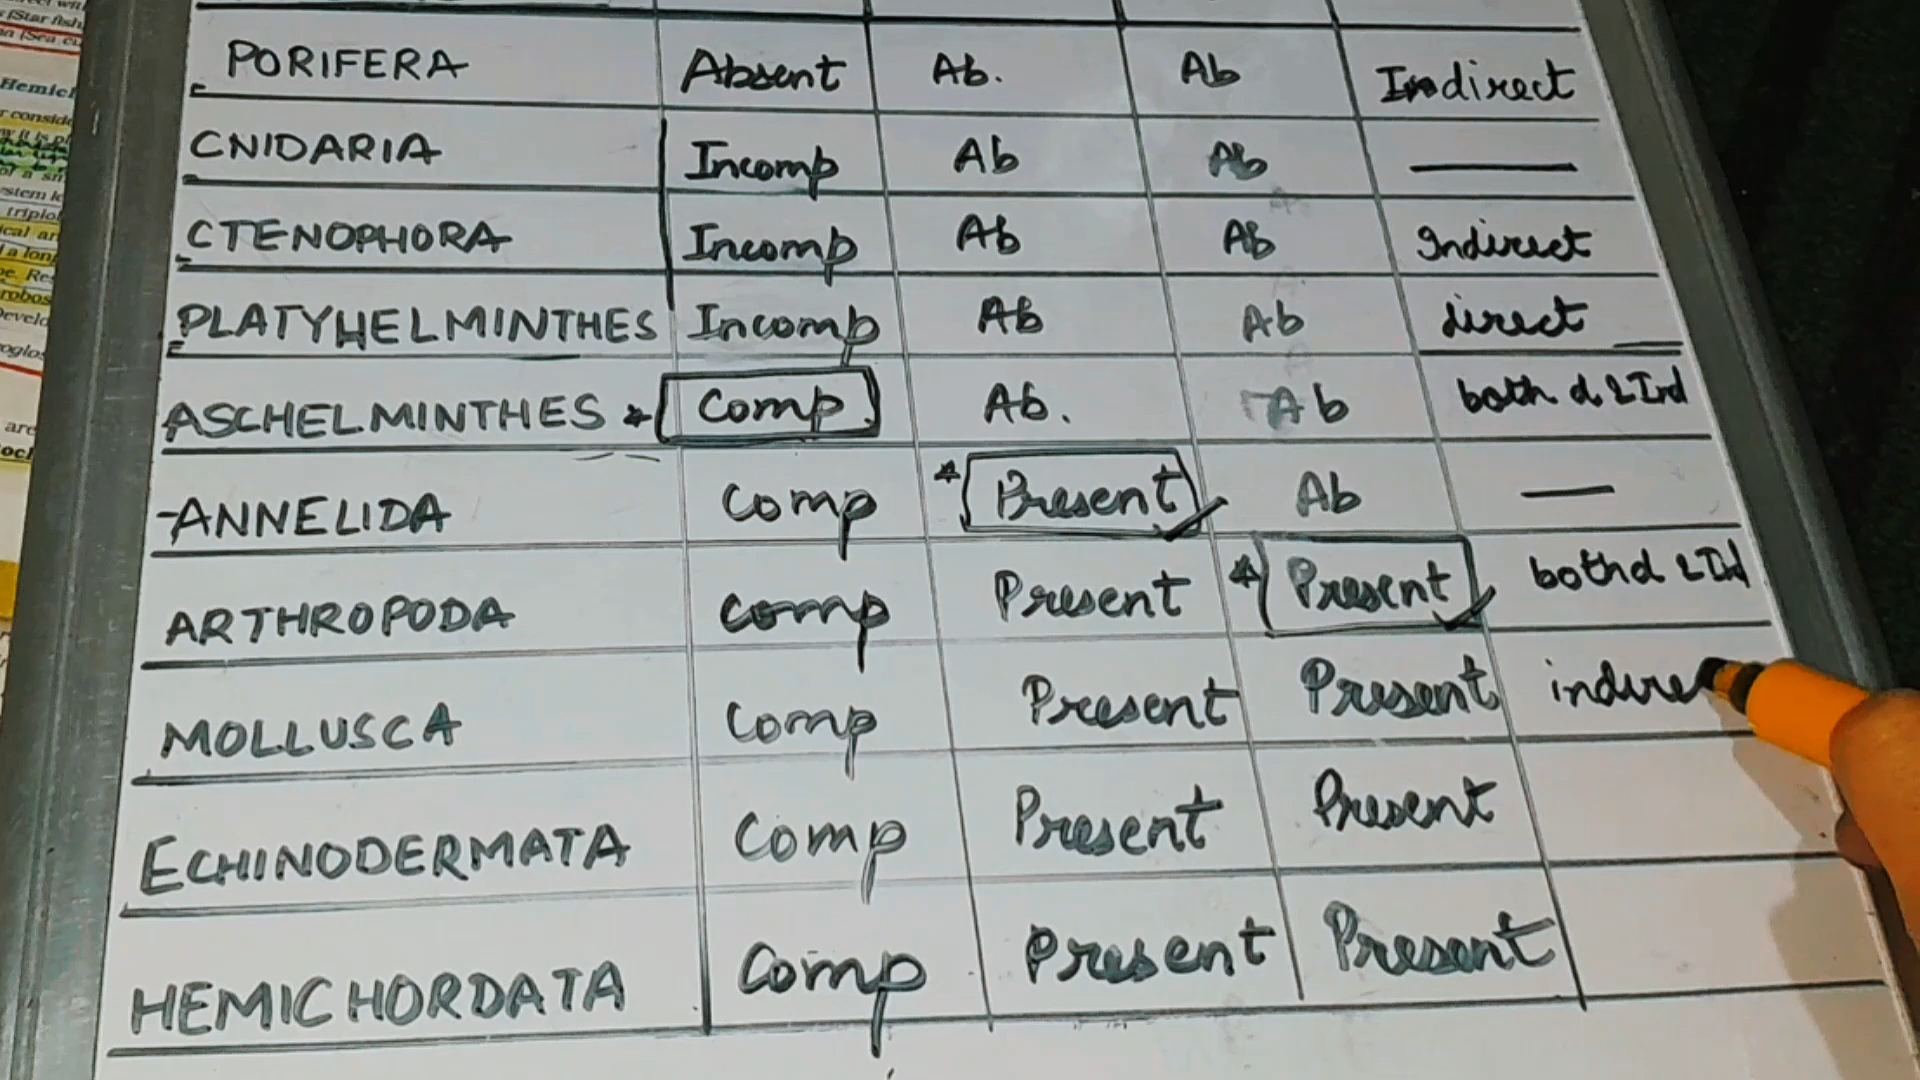 PORIFERA Absent Ab. Ab Indirect
CNIDARIA Incomp Ab Ab —
CTENOPHORA Incomp Ab Ab Indirect
PLATYHELMINTHES Incomp Ab Ab direct
ASCHELMINTHES * Comp. Ab. Ab both d & Ind
-ANNELIDA Comp * Present ✓ Ab —
ARTHROPODA Comp Present * Present ✓ both d & Ind
MOLLUSCA Comp Present Present indire
ECHINODERMATA Comp Present Present
HEMICHORDATA Comp Present Present